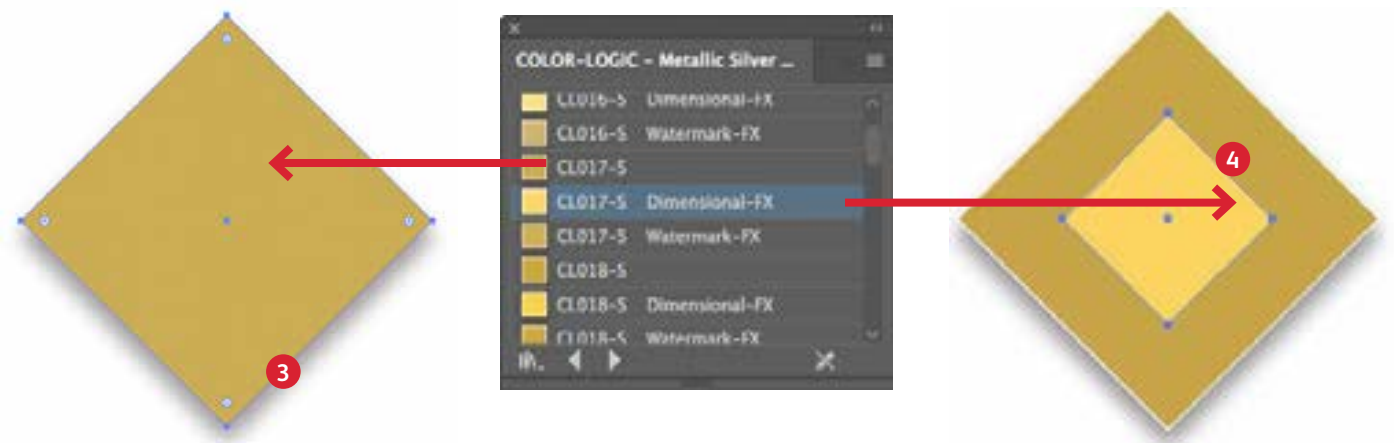 COLOR-LOGIC - Metallic Silver ...
CL016-S Dimensional-FX
CL016-S Watermark-FX
CL017-S
CL017-S Dimensional-FX
CL017-S Watermark-FX
CL018-S
CL018-S Dimensional-FX
CL018-S Watermark-FX
3
4